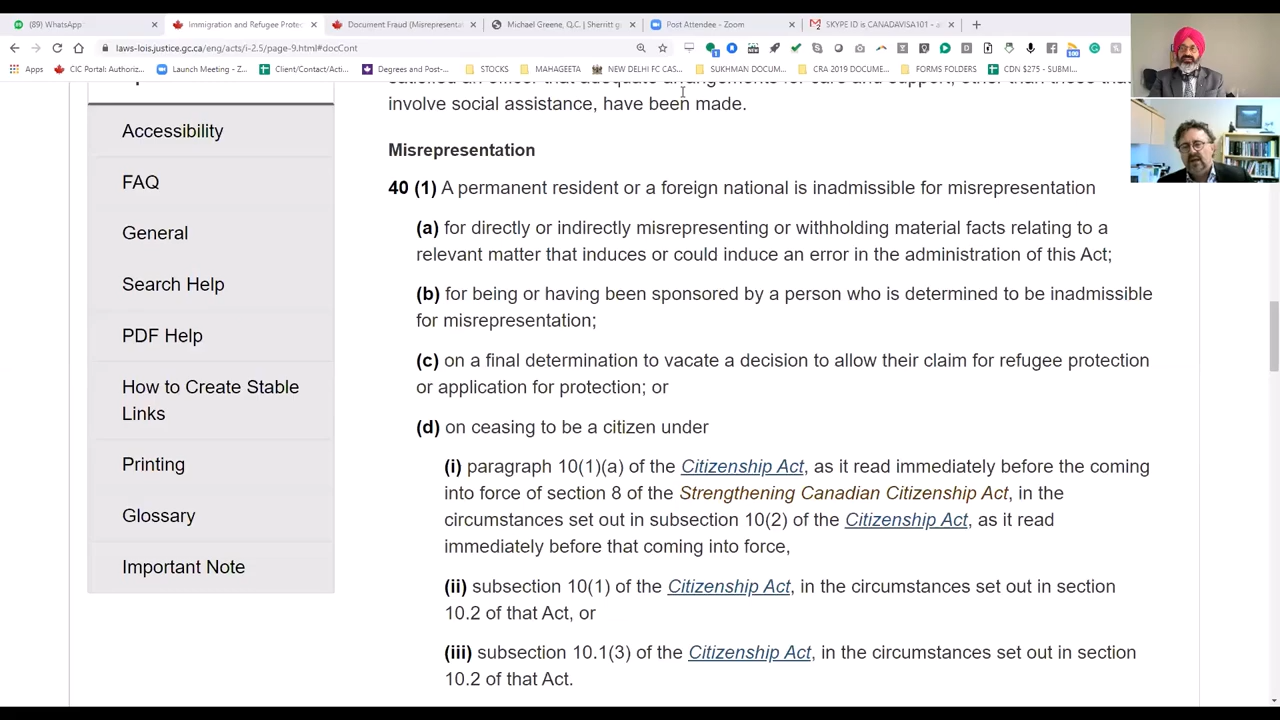 (89) WhatsApp
Immigration and Refugee Protec
Document Fraud (Misrepresentat
Michael Greene, Q.C. | Sherritt g
Post Attendee - Zoom
SKYPE ID is CANADAVISA101 - a
laws-lois.justice.gc.ca/eng/acts/i-2.5/page-9.html#docCont
Apps
CIC Portal: Authoriz...
Launch Meeting - Z...
Client/Contact/Acti...
Degrees and Post-...
STOCKS
MAHAGEETA
NEW DELHI FC CAS...
SUKHMAN DOCUM...
CRA 2019 DOCUME...
FORMS FOLDERS
CDN $275 - SUBMI...
involve social assistance, have been made.
Accessibility
FAQ
General
Search Help
PDF Help
How to Create Stable
Links
Printing
Glossary
Important Note
Misrepresentation
40 (1) A permanent resident or a foreign national is inadmissible for misrepresentation
(a) for directly or indirectly misrepresenting or withholding material facts relating to a
relevant matter that induces or could induce an error in the administration of this Act;
(b) for being or having been sponsored by a person who is determined to be inadmissible
for misrepresentation;
(c) on a final determination to vacate a decision to allow their claim for refugee protection
or application for protection; or
(d) on ceasing to be a citizen under
(i) paragraph 10(1)(a) of the Citizenship Act, as it read immediately before the coming
into force of section 8 of the Strengthening Canadian Citizenship Act, in the
circumstances set out in subsection 10(2) of the Citizenship Act, as it read
immediately before that coming into force,
(ii) subsection 10(1) of the Citizenship Act, in the circumstances set out in section
10.2 of that Act, or
(iii) subsection 10.1(3) of the Citizenship Act, in the circumstances set out in section
10.2 of that Act.